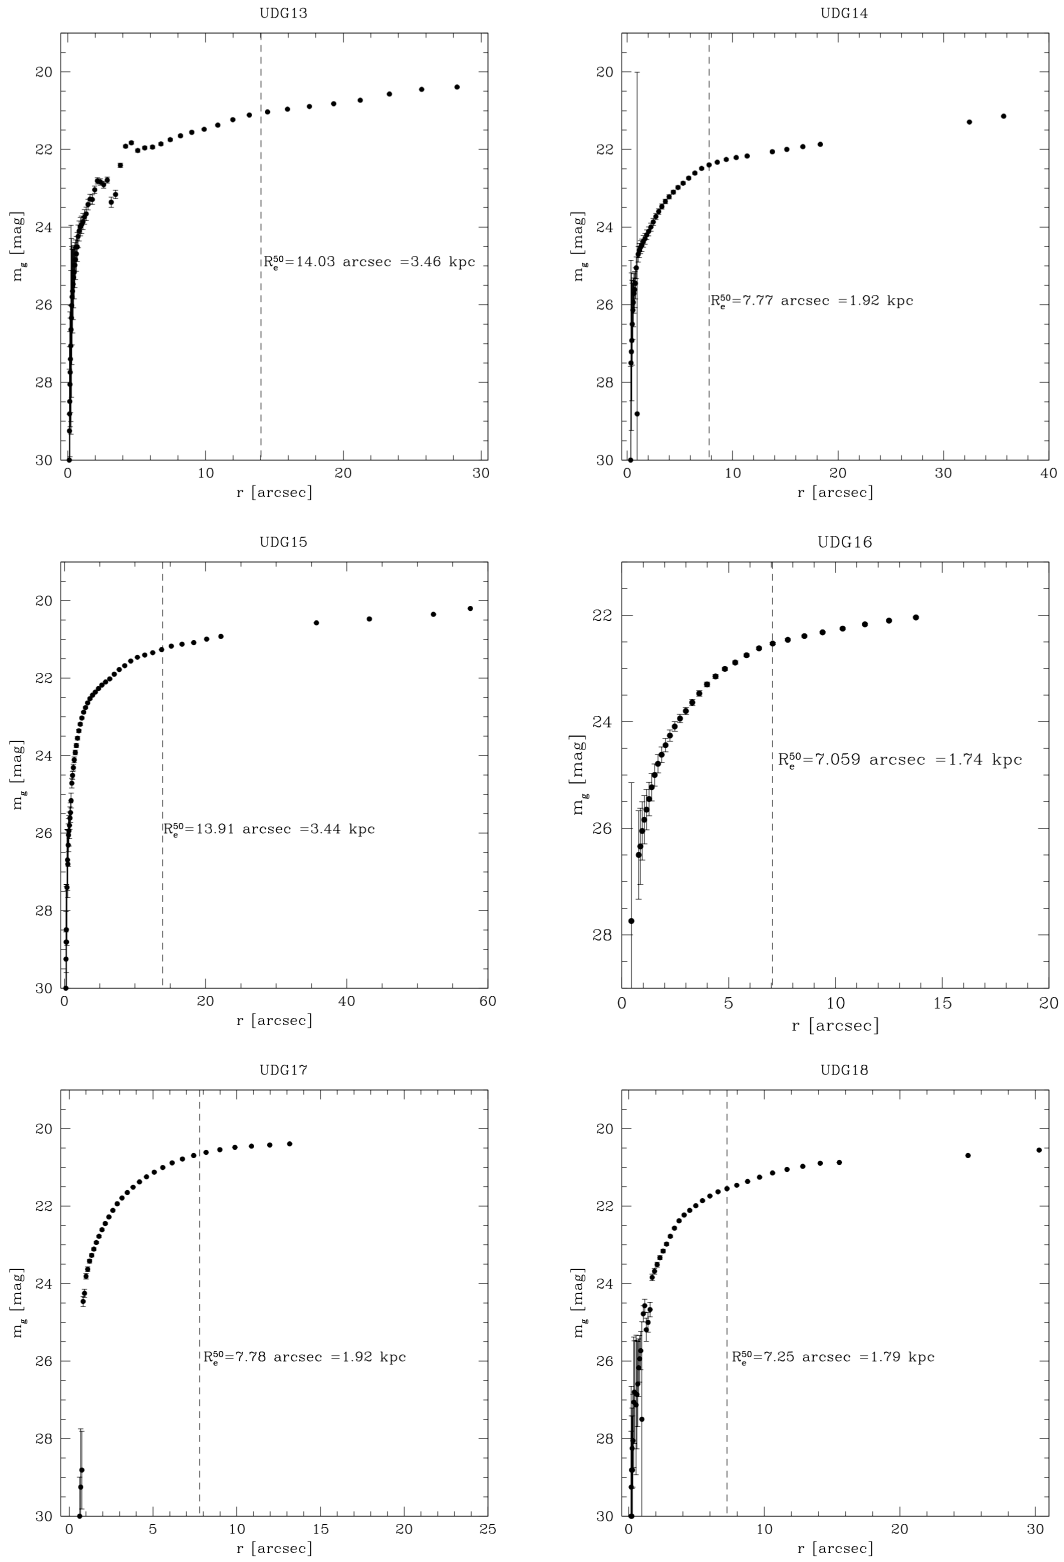 UDG13
20
22
24
26
28
30
m_g [mag]
R_e^50=14.03 arcsec =3.46 kpc
0 10 20 30
r [arcsec]
UDG14
20
22
24
26
28
30
m_g [mag]
R_e^50=7.77 arcsec =1.92 kpc
0 10 20 30 40
r [arcsec]
UDG15
20
22
24
26
28
30
m_g [mag]
R_e^50=13.91 arcsec =3.44 kpc
0 20 40 60
r [arcsec]
UDG16
22
24
26
28
m_g [mag]
R_e^50=7.059 arcsec =1.74 kpc
0 5 10 15 20
r [arcsec]
UDG17
20
22
24
26
28
30
m_g [mag]
R_e^50=7.78 arcsec =1.92 kpc
0 5 10 15 20 25
r [arcsec]
UDG18
20
22
24
26
28
30
m_g [mag]
R_e^50=7.25 arcsec =1.79 kpc
0 10 20 30
r [arcsec]